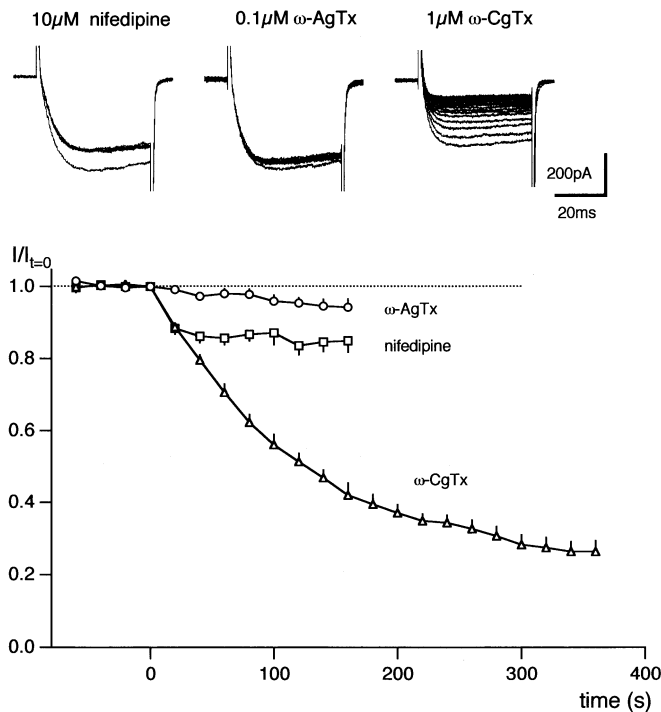 10μM nifedipine
0.1μM ω-AgTx
1μM ω-CgTx
200pA
20ms
I/I t=0
1.0
0.8
0.6
0.4
0.2
0.0
ω-AgTx
nifedipine
ω-CgTx
0
100
200
300
400
time (s)